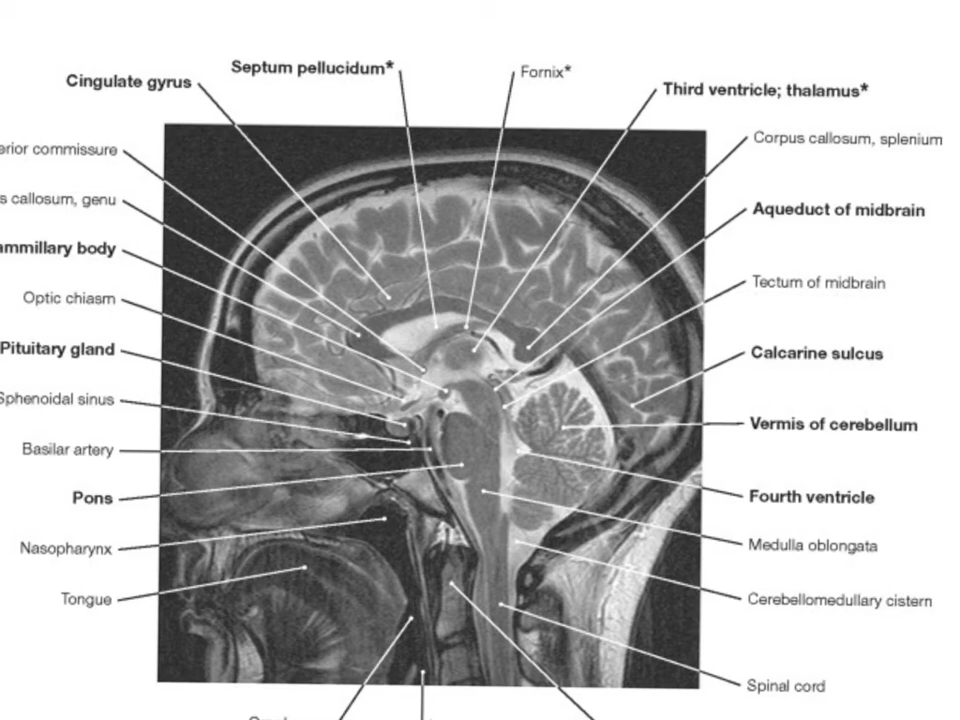 Septum pellucidum*
Fornix*
Cingulate gyrus
Third ventricle; thalamus*
erior commissure
Corpus callosum, splenium
s callosum, genu
Aqueduct of midbrain
ammillary body
Tectum of midbrain
Optic chiasm
Pituitary gland
Calcarine sulcus
Sphenoidal sinus
Vermis of cerebellum
Basilar artery
Pons
Fourth ventricle
Nasopharynx
Medulla oblongata
Tongue
Cerebellomedullary cistern
Spinal cord